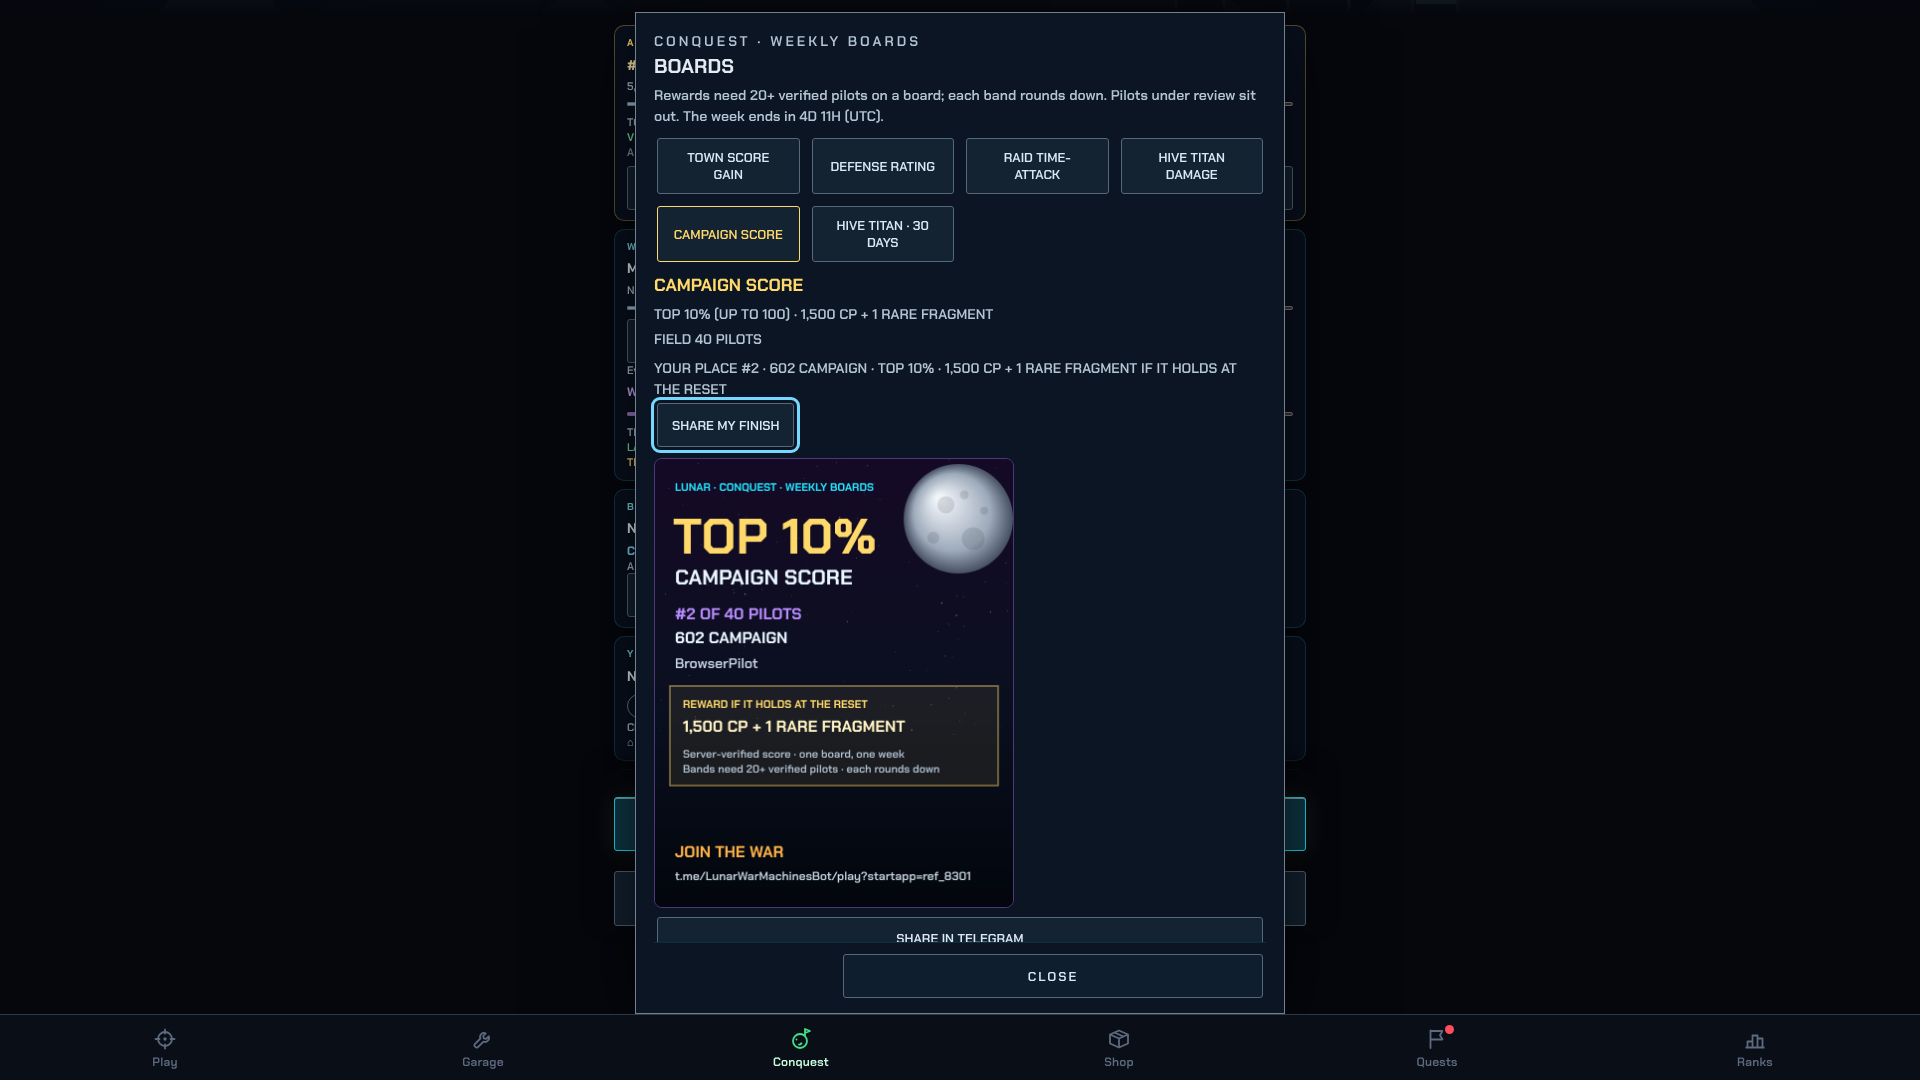 CONQUEST · WEEKLY BOARDS
BOARDS
Rewards need 20+ verified pilots on a board; each band rounds down. Pilots under review sit
out. The week ends in 4D 11H (UTC).
TOWN SCORE
GAIN
DEFENSE RATING
RAID TIME-
ATTACK
HIVE TITAN
DAMAGE
CAMPAIGN SCORE
HIVE TITAN · 30
DAYS
CAMPAIGN SCORE
TOP 10% (UP TO 100) · 1,500 CP + 1 RARE FRAGMENT
FIELD 40 PILOTS
YOUR PLACE #2 · 602 CAMPAIGN · TOP 10% · 1,500 CP + 1 RARE FRAGMENT IF IT HOLDS AT
THE RESET
SHARE MY FINISH
LUNAR · CONQUEST · WEEKLY BOARDS
TOP 10%
CAMPAIGN SCORE
#2 OF 40 PILOTS
602 CAMPAIGN
BrowserPilot
REWARD IF IT HOLDS AT THE RESET
1,500 CP + 1 RARE FRAGMENT
Server-verified score · one board, one week
Bands need 20+ verified pilots · each rounds down
JOIN THE WAR
t.me/LunarWarMachinesBot/play?startapp=ref_8301
SHARE IN TELEGRAM
CLOSE
Play
Garage
Conquest
Shop
Quests
Ranks